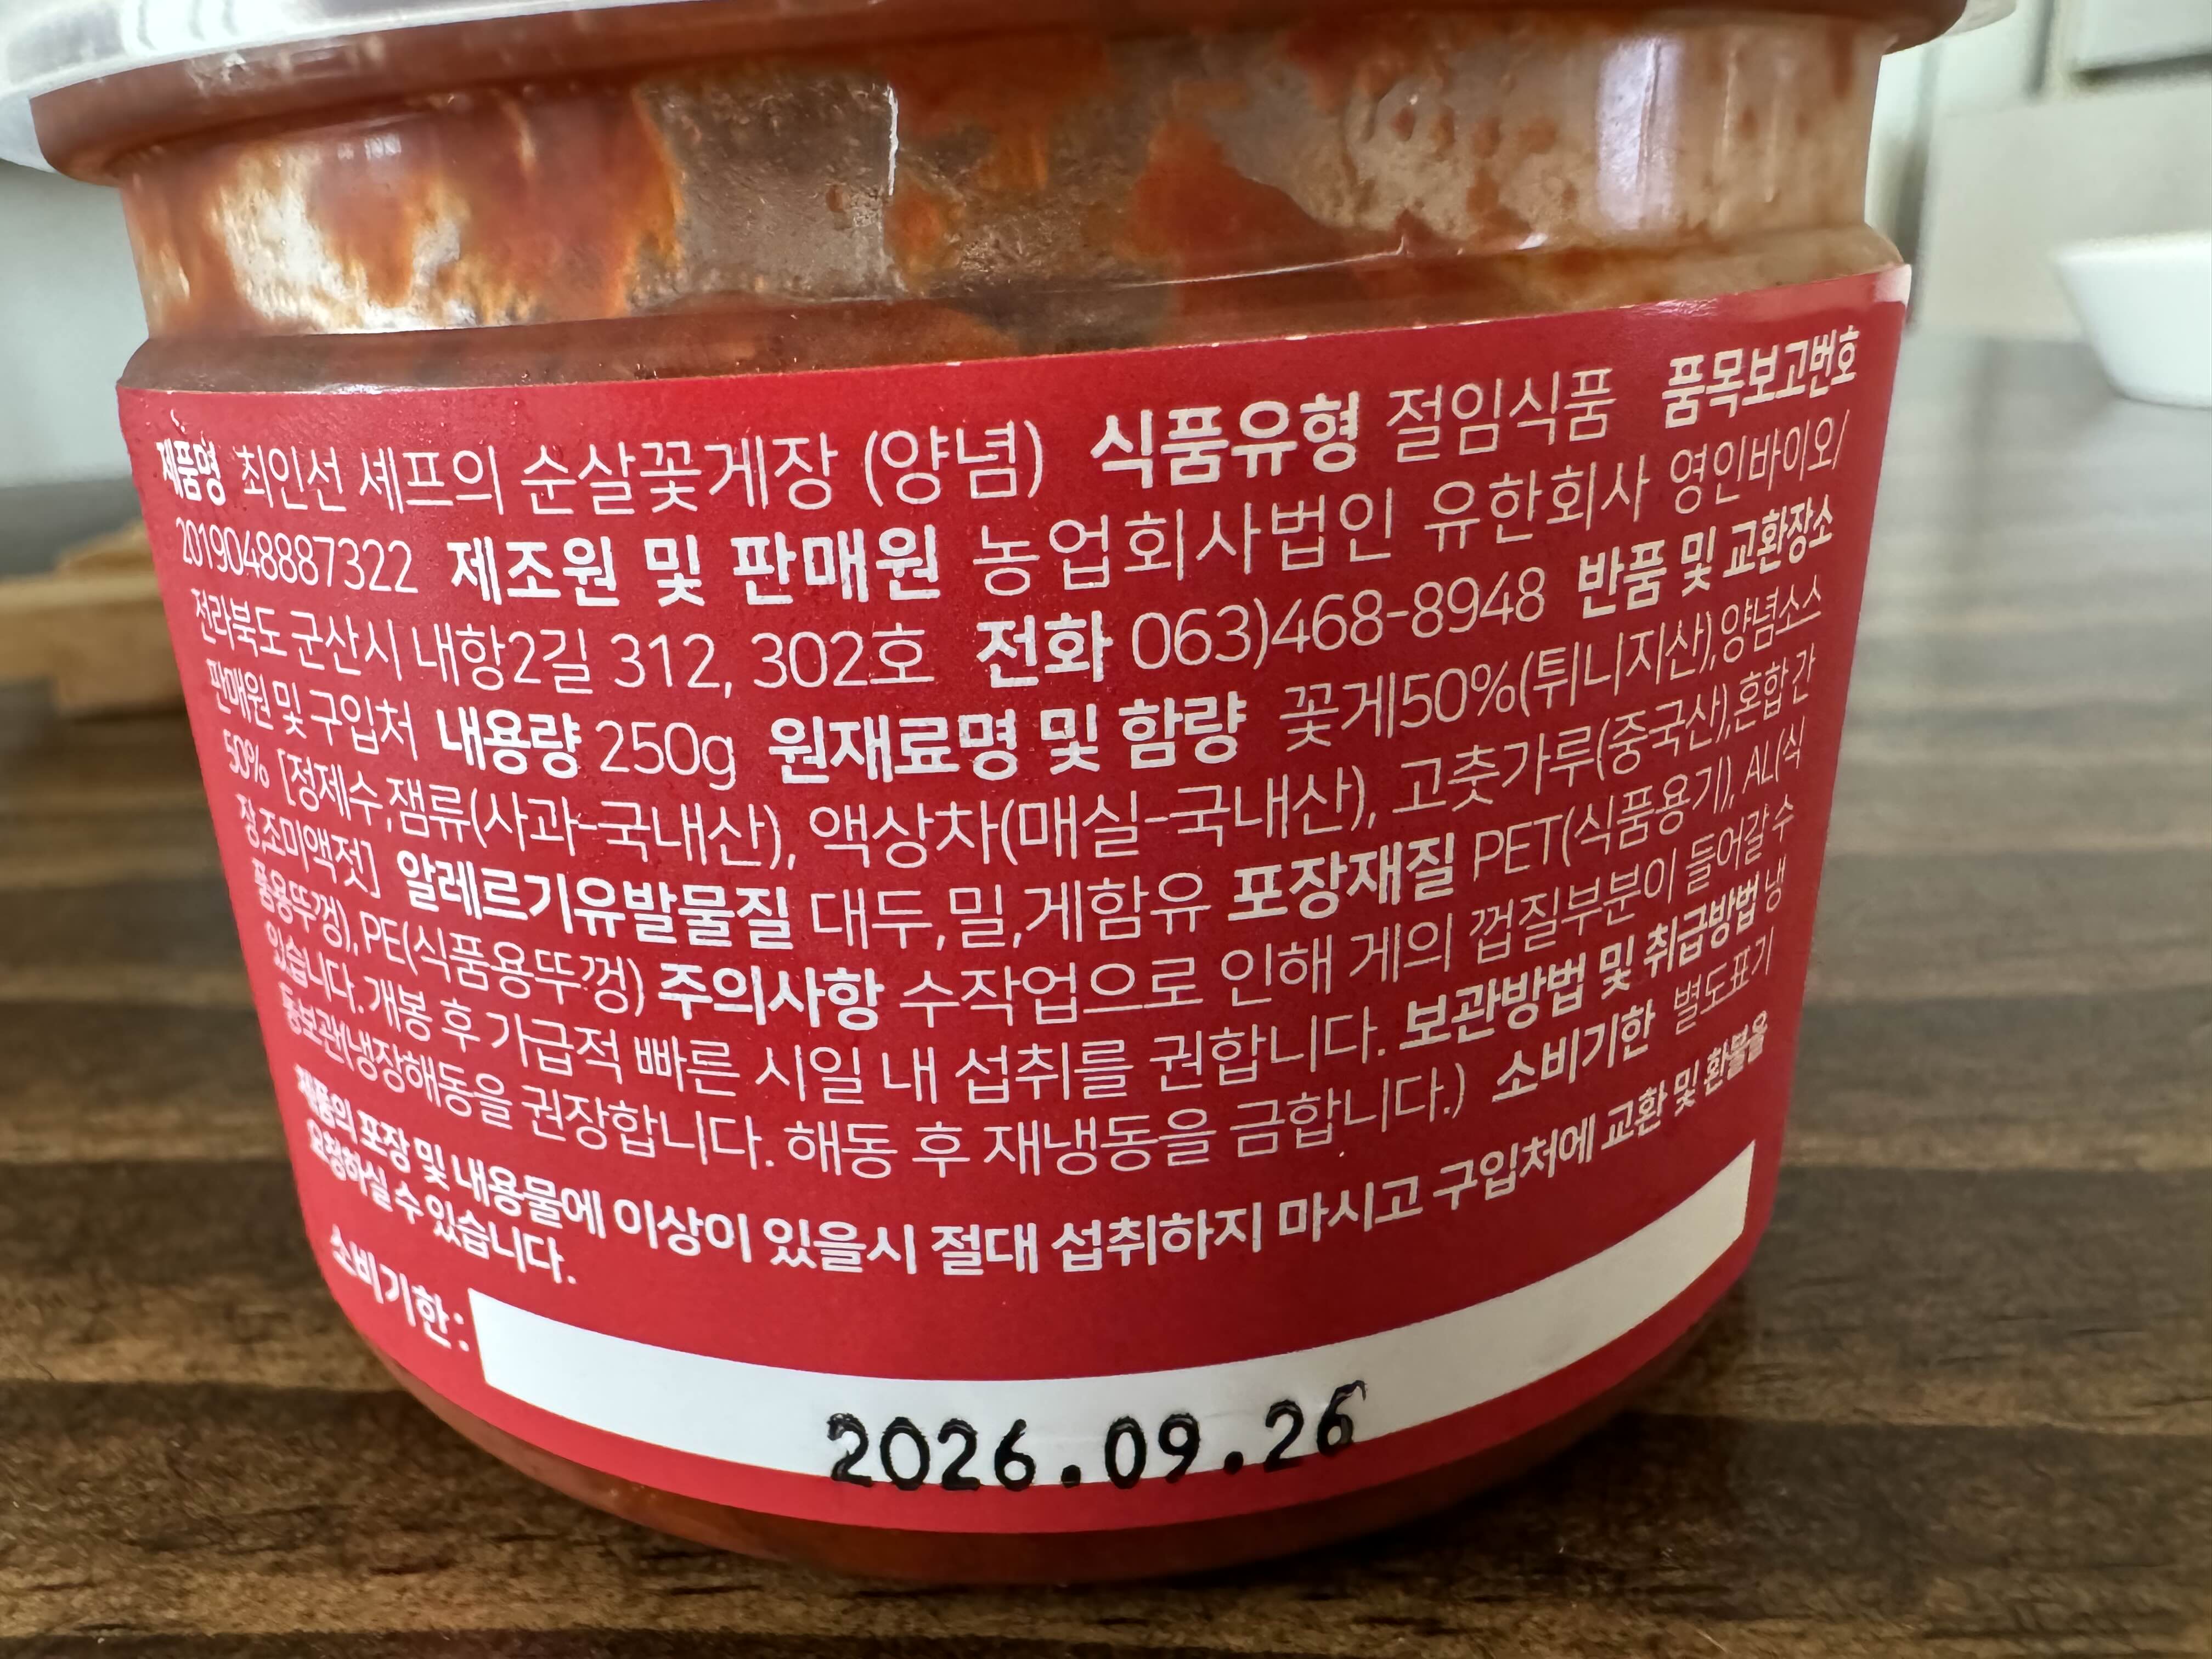 제품명 최인선 셰프의 순살꽃게장 (양념) 식품유형 절임식품 품목보고번호
2019048887322 제조원 및 판매원 농업회사법인 유한회사 영인바이오/
전라북도 군산시 내항2길 312, 302호 전화 063)468-8948 반품 및 교환장소
판매원 및 구입처 내용량 250g 원재료명 및 함량 꽃게50%(튀니지산), 양념소스
50% [정제수,잼류(사과-국내산), 액상차(매실-국내산), 고춧가루(중국산),혼합간
장,조미액젓] 알레르기유발물질 대두,밀,게함유 포장재질 PET(식품용기), AL(식
품용뚜껑), PE(식품용뚜껑) 주의사항 수작업으로 인해 게의 껍질부분이 들어갈 수
있습니다. 개봉 후 가급적 빠른 시일 내 섭취를 권합니다. 보관방법 및 취급방법 냉
동보관(냉장해동을 권장합니다. 해동 후 재냉동을 금합니다.) 소비기한 별도표기
제품의 포장 및 내용물에 이상이 있을시 절대 섭취하지 마시고 구입처에 교환 및 환불을
요청하실 수 있습니다.
소비기한:
2026.09.26